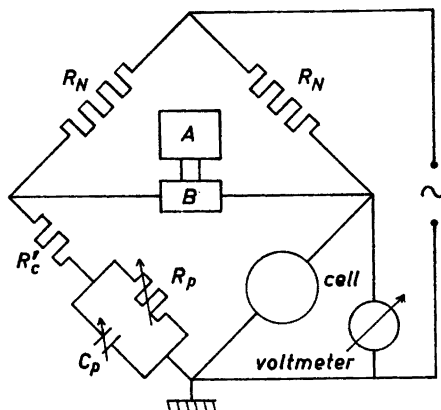 R_N
R_N
A
B
R'_c
R_p
cell
C_p
voltmeter
~